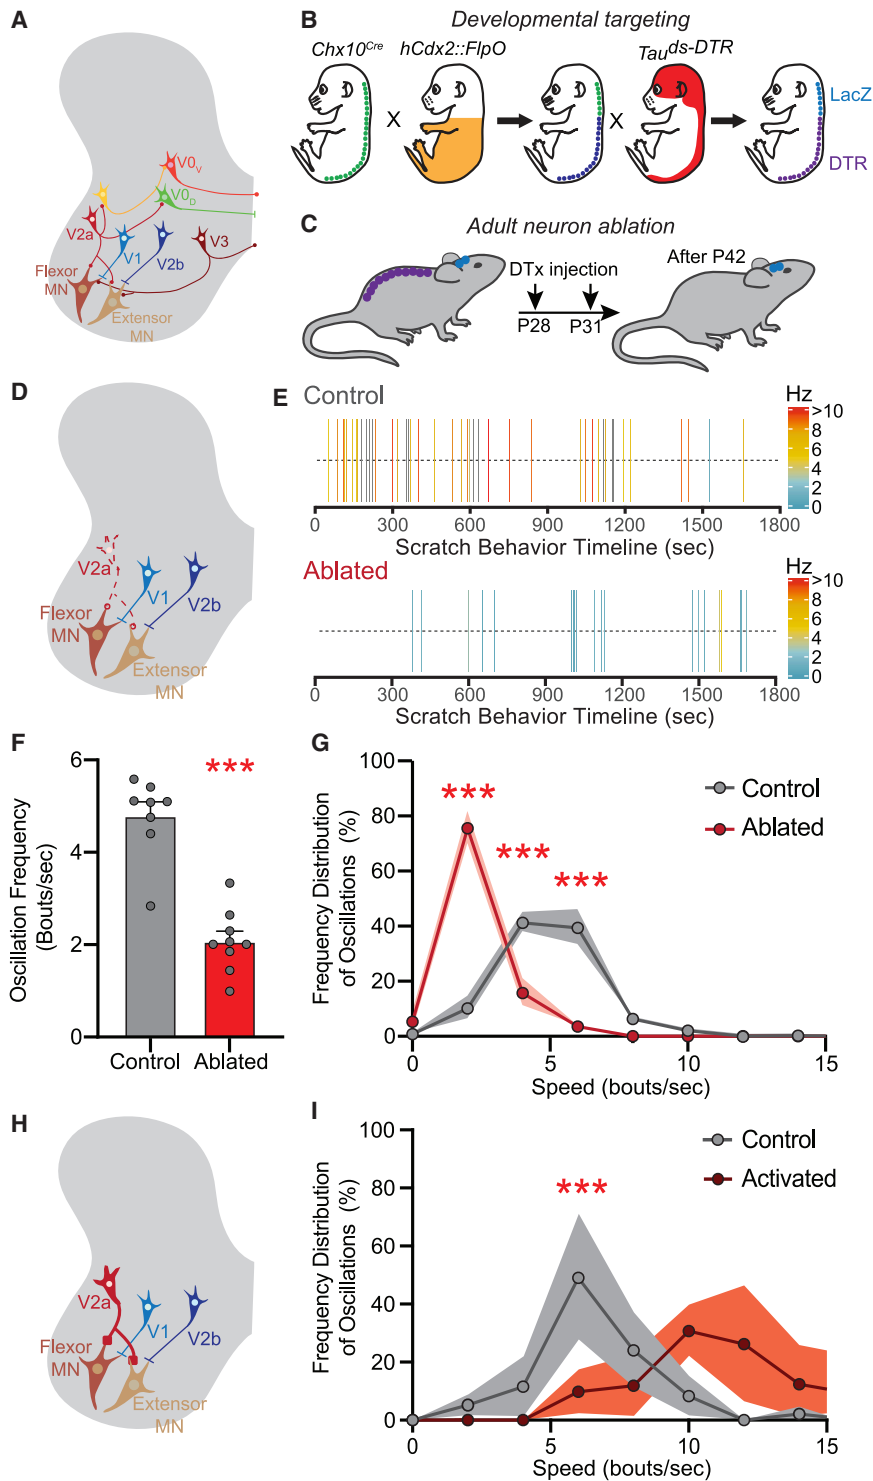 A
V0V
V0D
V2a
V1
V2b
V3
Flexor
MN
Extensor
MN
B
Developmental targeting
Chx10Cre
hCdx2::FlpO
Tauds-DTR
X
X
LacZ
DTR
C
Adult neuron ablation
DTx injection
P28
P31
After P42
D
V2a
V1
V2b
Flexor
MN
Extensor
MN
E
Control
Hz
>10
8
6
4
2
0
0 300 600 900 1200 1500 1800
Scratch Behavior Timeline (sec)
Ablated
Hz
>10
8
6
4
2
0
0 300 600 900 1200 1500 1800
Scratch Behavior Timeline (sec)
F
Oscillation Frequency
(Bouts/sec)
6
4
2
0
***
Control Ablated
G
Frequency Distribution
of Oscillations (%)
100
80
60
40
20
0
***
***
***
Control
Ablated
0 5 10 15
Speed (bouts/sec)
H
V2a
V1
V2b
Flexor
MN
Extensor
MN
I
Frequency Distribution
of Oscillations (%)
100
80
60
40
20
0
***
Control
Activated
0 5 10 15
Speed (bouts/sec)